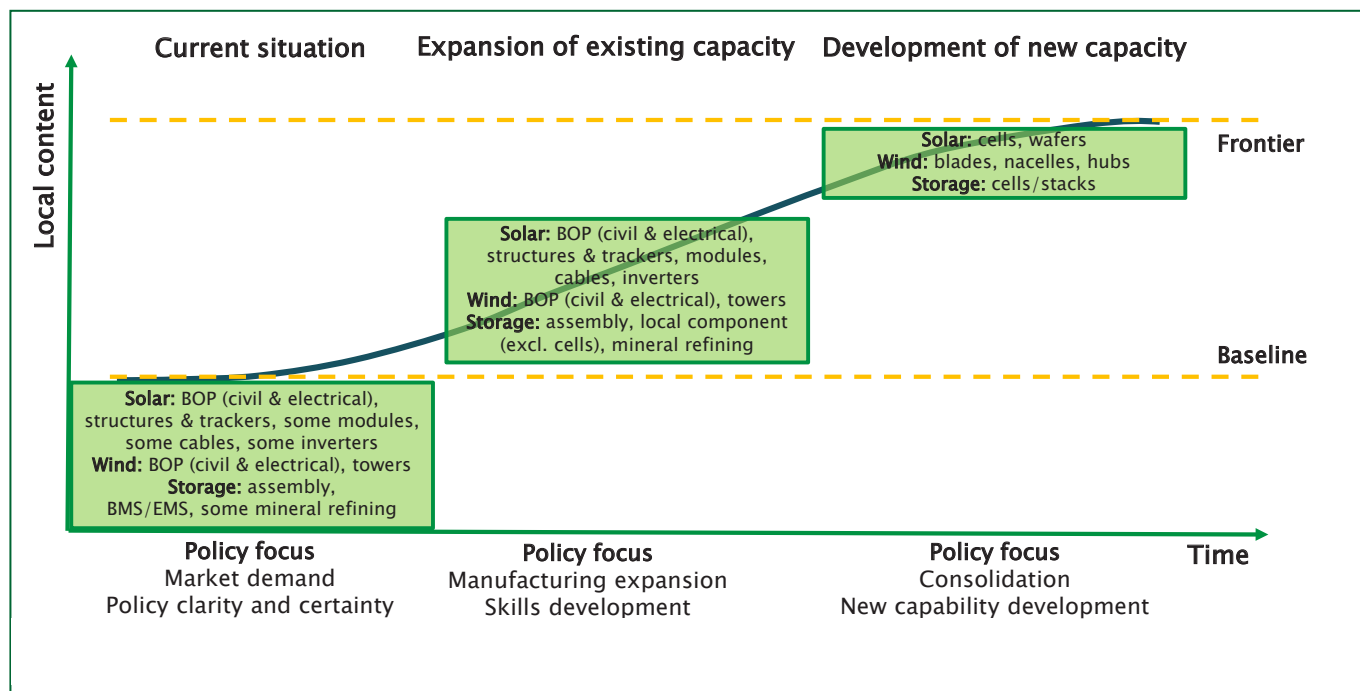 Current situation
Expansion of existing capacity
Development of new capacity
Local content
Frontier
Baseline
Solar: cells, wafers
Wind: blades, nacelles, hubs
Storage: cells/stacks
Solar: BOP (civil & electrical),
structures & trackers, modules,
cables, inverters
Wind: BOP (civil & electrical), towers
Storage: assembly, local component
(excl. cells), mineral refining
Solar: BOP (civil & electrical),
structures & trackers, some modules,
some cables, some inverters
Wind: BOP (civil & electrical), towers
Storage: assembly,
BMS/EMS, some mineral refining
Policy focus
Market demand
Policy clarity and certainty
Policy focus
Manufacturing expansion
Skills development
Policy focus
Consolidation
New capability development
Time